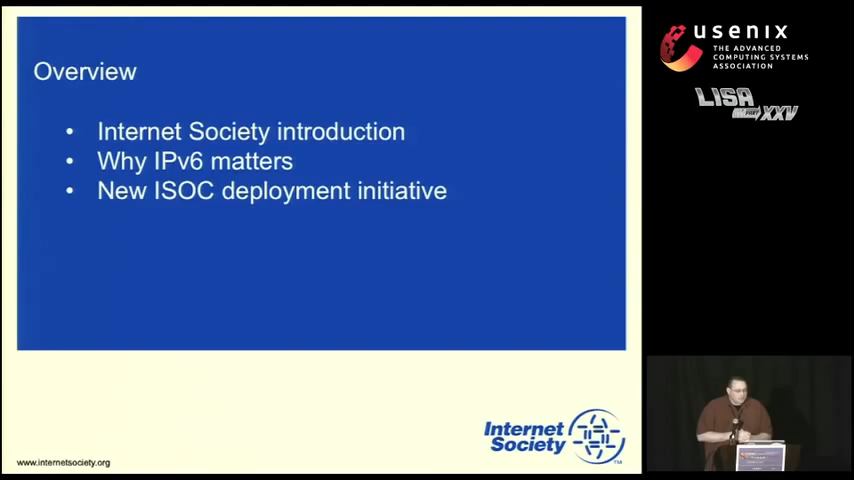 Overview
• Internet Society introduction
• Why IPv6 matters
• New ISOC deployment initiative
Internet
Society
TM
www.internetsociety.org
usenix
THE ADVANCED
COMPUTING SYSTEMS
ASSOCIATION
LISA
XXV